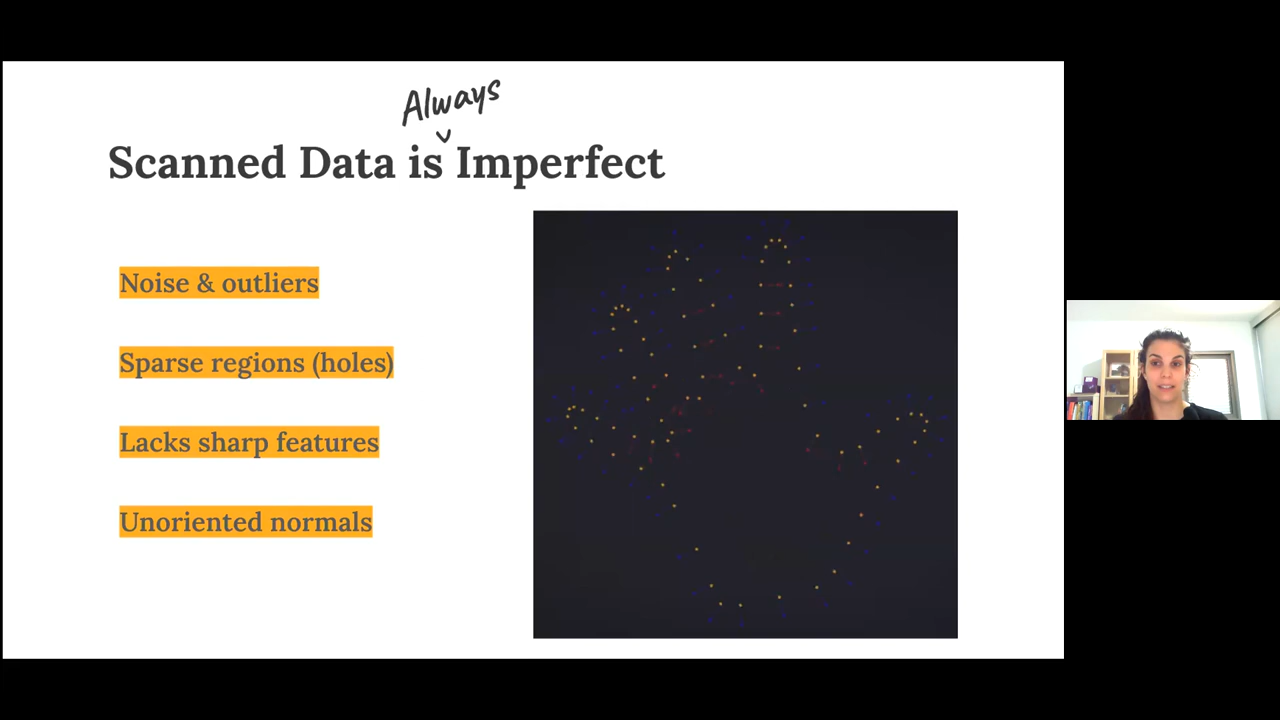 Always
Scanned Data is Imperfect
Noise & outliers
Sparse regions (holes)
Lacks sharp features
Unoriented normals